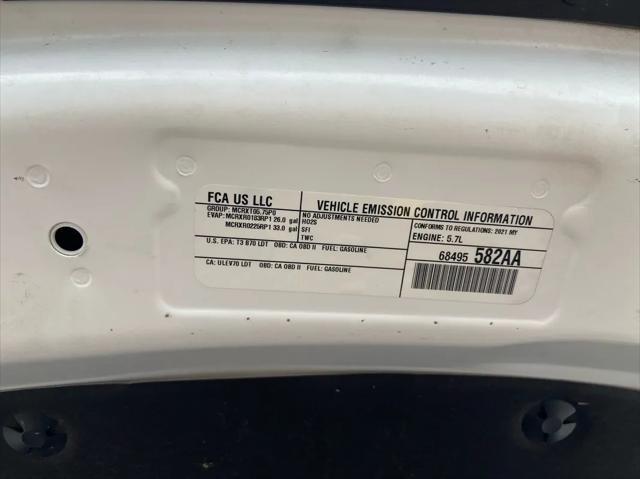 FCA US LLC
GROUP: MCRXT05.75P0
EVAP: MCRXR0183RP1 26.0 gal
MCRXR0225RP1 33.0 gal
VEHICLE EMISSION CONTROL INFORMATION
NO ADJUSTMENTS NEEDED
HO2S
SFI
TWC
CONFORMS TO REGULATIONS: 2021 MY
ENGINE: 5.7L
U.S. EPA: T3 B70 LDT OBD: CA OBD II FUEL: GASOLINE
CA: ULEV70 LDT OBD: CA OBD II FUEL: GASOLINE
68495 582AA